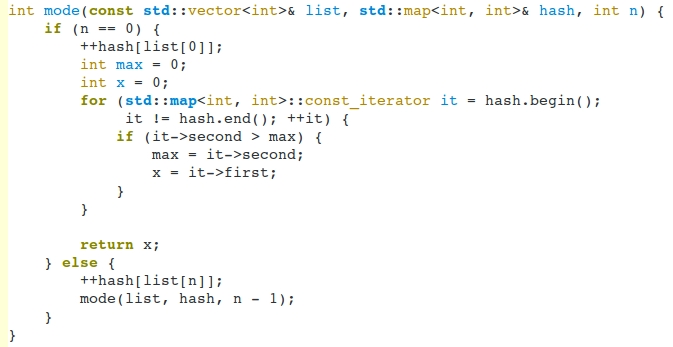 int mode(const std::vector<int>& list, std::map<int, int>& hash, int n) {
    if (n == 0) {
        ++hash[list[0]];
        int max = 0;
        int x = 0;
        for (std::map<int, int>::const_iterator it = hash.begin();
             it != hash.end(); ++it) {
            if (it->second > max) {
                max = it->second;
                x = it->first;
            }
        }

        return x;
    } else {
        ++hash[list[n]];
        mode(list, hash, n - 1);
    }
}